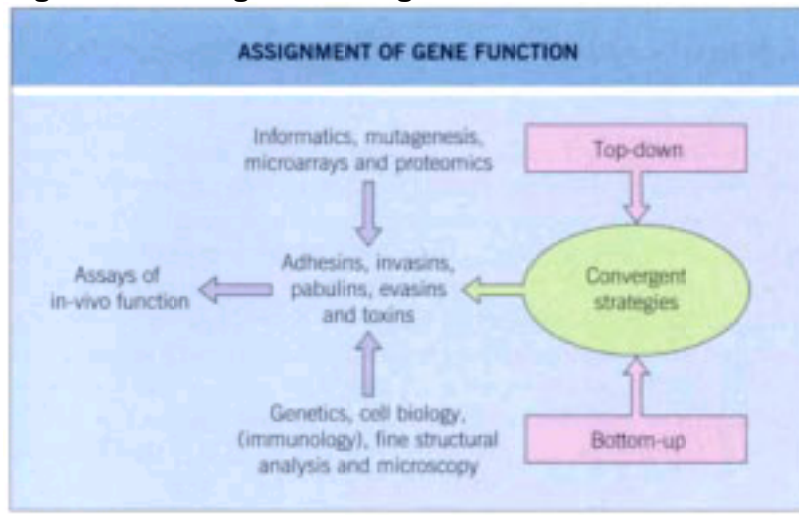 ASSIGNMENT OF GENE FUNCTION
Informatics, mutagenesis,
microarrays and proteomics
Top-down
Adhesins, invasins,
pabulins, evasins
and toxins
Assays of
in-vivo function
Convergent
strategies
Genetics, cell biology,
(immunology), fine structural
analysis and microscopy
Bottom-up